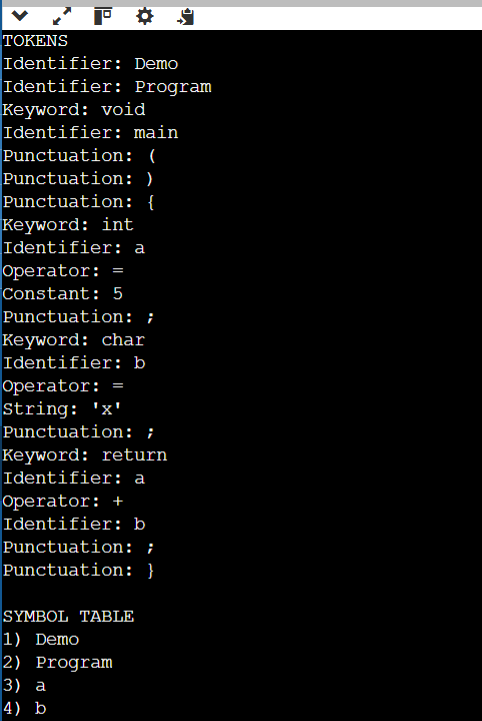 TOKENS
Identifier: Demo
Identifier: Program
Keyword: void
Identifier: main
Punctuation: (
Punctuation: )
Punctuation: {
Keyword: int
Identifier: a
Operator: =
Constant: 5
Punctuation: ;
Keyword: char
Identifier: b
Operator: =
String: 'x'
Punctuation: ;
Keyword: return
Identifier: a
Operator: +
Identifier: b
Punctuation: ;
Punctuation: }
SYMBOL TABLE
1) Demo
2) Program
3) a
4) b